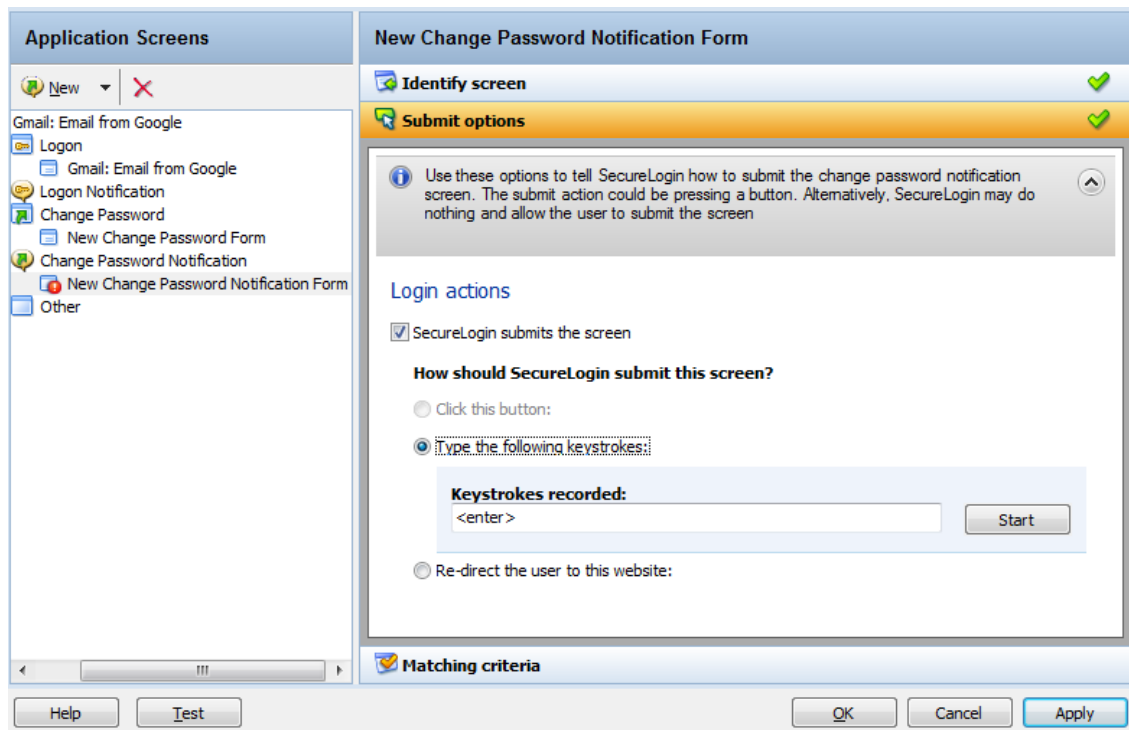 Application Screens
New
Gmail: Email from Google
Logon
Gmail: Email from Google
Logon Notification
Change Password
New Change Password Form
Change Password Notification
New Change Password Notification Form
Other
New Change Password Notification Form
Identify screen
Submit options
Use these options to tell SecureLogin how to submit the change password notification
screen. The submit action could be pressing a button. Alternatively, SecureLogin may do
nothing and allow the user to submit the screen
Login actions
SecureLogin submits the screen
How should SecureLogin submit this screen?
Click this button:
Type the following keystrokes:
Keystrokes recorded:
<enter>
Start
Re-direct the user to this website:
Matching criteria
Help
Test
OK
Cancel
Apply